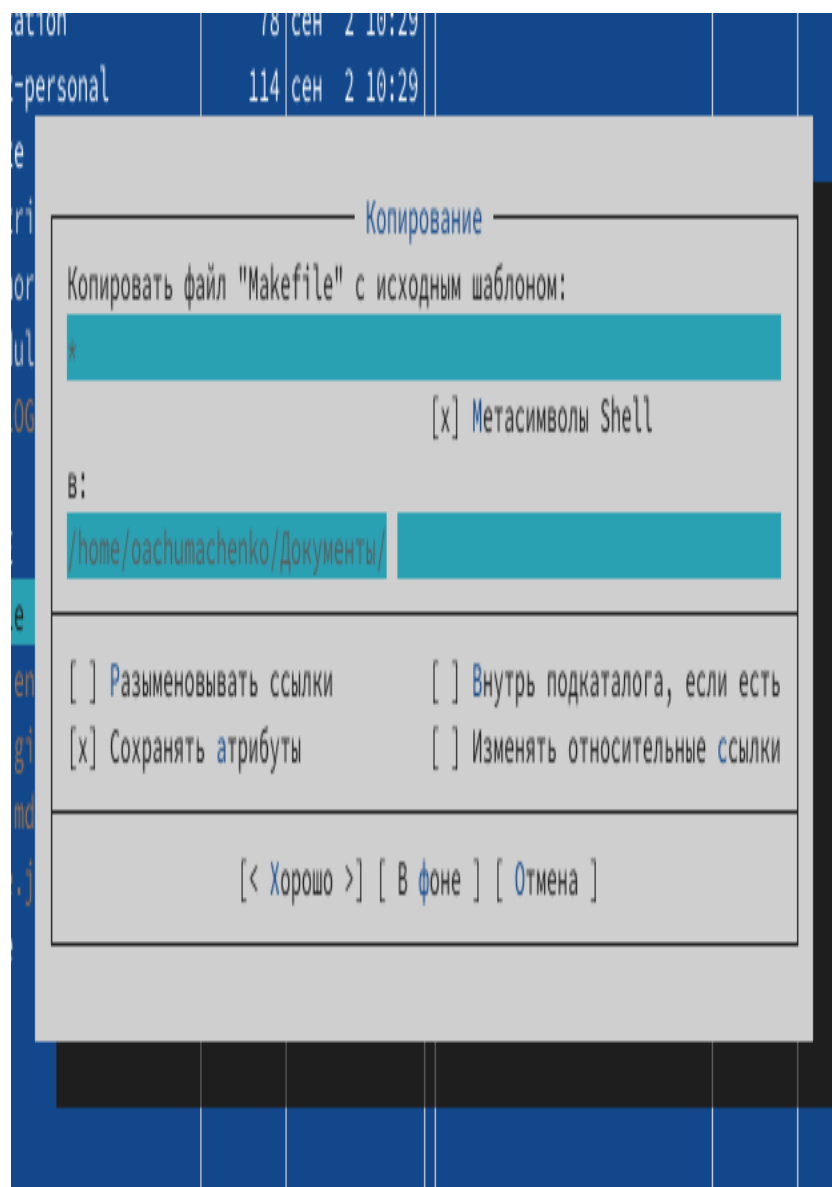 ation 78 сен 2 10:29
-personal 114 сен 2 10:29
Копирование
Копировать файл "Makefile" с исходным шаблоном:
*
[x] Метасимволы Shell
в:
/home/oachumachenko/Документы/
[ ] Разыменовывать ссылки [ ] Внутрь подкаталога, если есть
[x] Сохранять атрибуты [ ] Изменять относительные ссылки
[< Хорошо >] [ В фоне ] [ Отмена ]